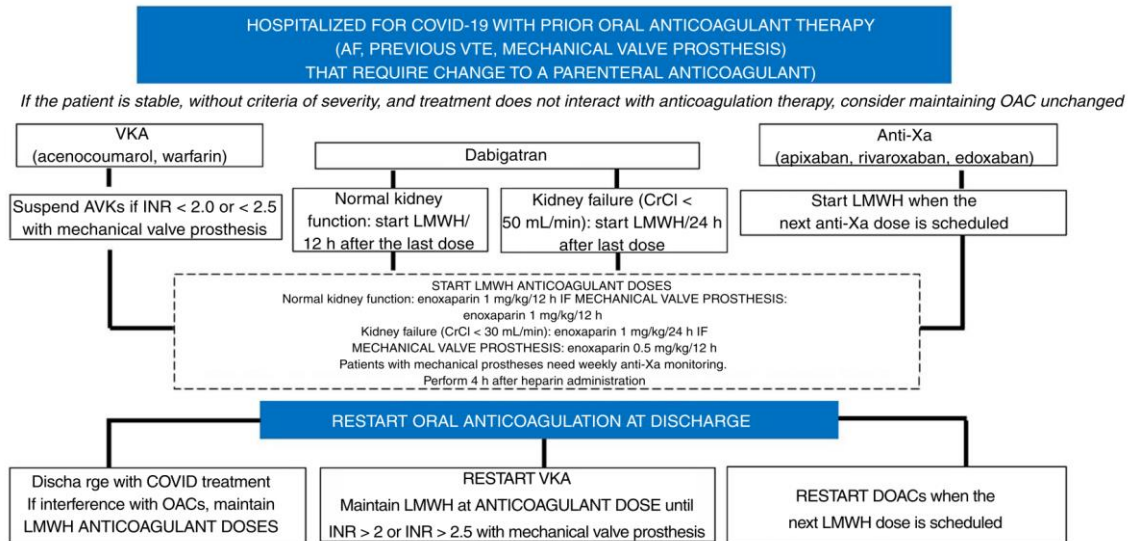 HOSPITALIZED FOR COVID-19 WITH PRIOR ORAL ANTICOAGULANT THERAPY
(AF, PREVIOUS VTE, MECHANICAL VALVE PROSTHESIS)
THAT REQUIRE CHANGE TO A PARENTERAL ANTICOAGULANT)
If the patient is stable, without criteria of severity, and treatment does not interact with anticoagulation therapy, consider maintaining OAC unchanged
VKA
(acenocoumarol, warfarin)
Dabigatran
Anti-Xa
(apixaban, rivaroxaban, edoxaban)
Suspend AVKs if INR < 2.0 or < 2.5
with mechanical valve prosthesis
Normal kidney
function: start LMWH/
12 h after the last dose
Kidney failure (CrCl <
50 mL/min): start LMWH/24 h
after last dose
Start LMWH when the
next anti-Xa dose is scheduled
START LMWH ANTICOAGULANT DOSES
Normal kidney function: enoxaparin 1 mg/kg/12 h IF MECHANICAL VALVE PROSTHESIS:
enoxaparin 1 mg/kg/12 h
Kidney failure (CrCl < 30 mL/min): enoxaparin 1 mg/kg/24 h IF
MECHANICAL VALVE PROSTHESIS: enoxaparin 0.5 mg/kg/12 h
Patients with mechanical prostheses need weekly anti-Xa monitoring.
Perform 4 h after heparin administration
RESTART ORAL ANTICOAGULATION AT DISCHARGE
Discha rge with COVID treatment
If interference with OACs, maintain
LMWH ANTICOAGULANT DOSES
RESTART VKA
Maintain LMWH at ANTICOAGULANT DOSE until
INR > 2 or INR > 2.5 with mechanical valve prosthesis
RESTART DOACs when the
next LMWH dose is scheduled